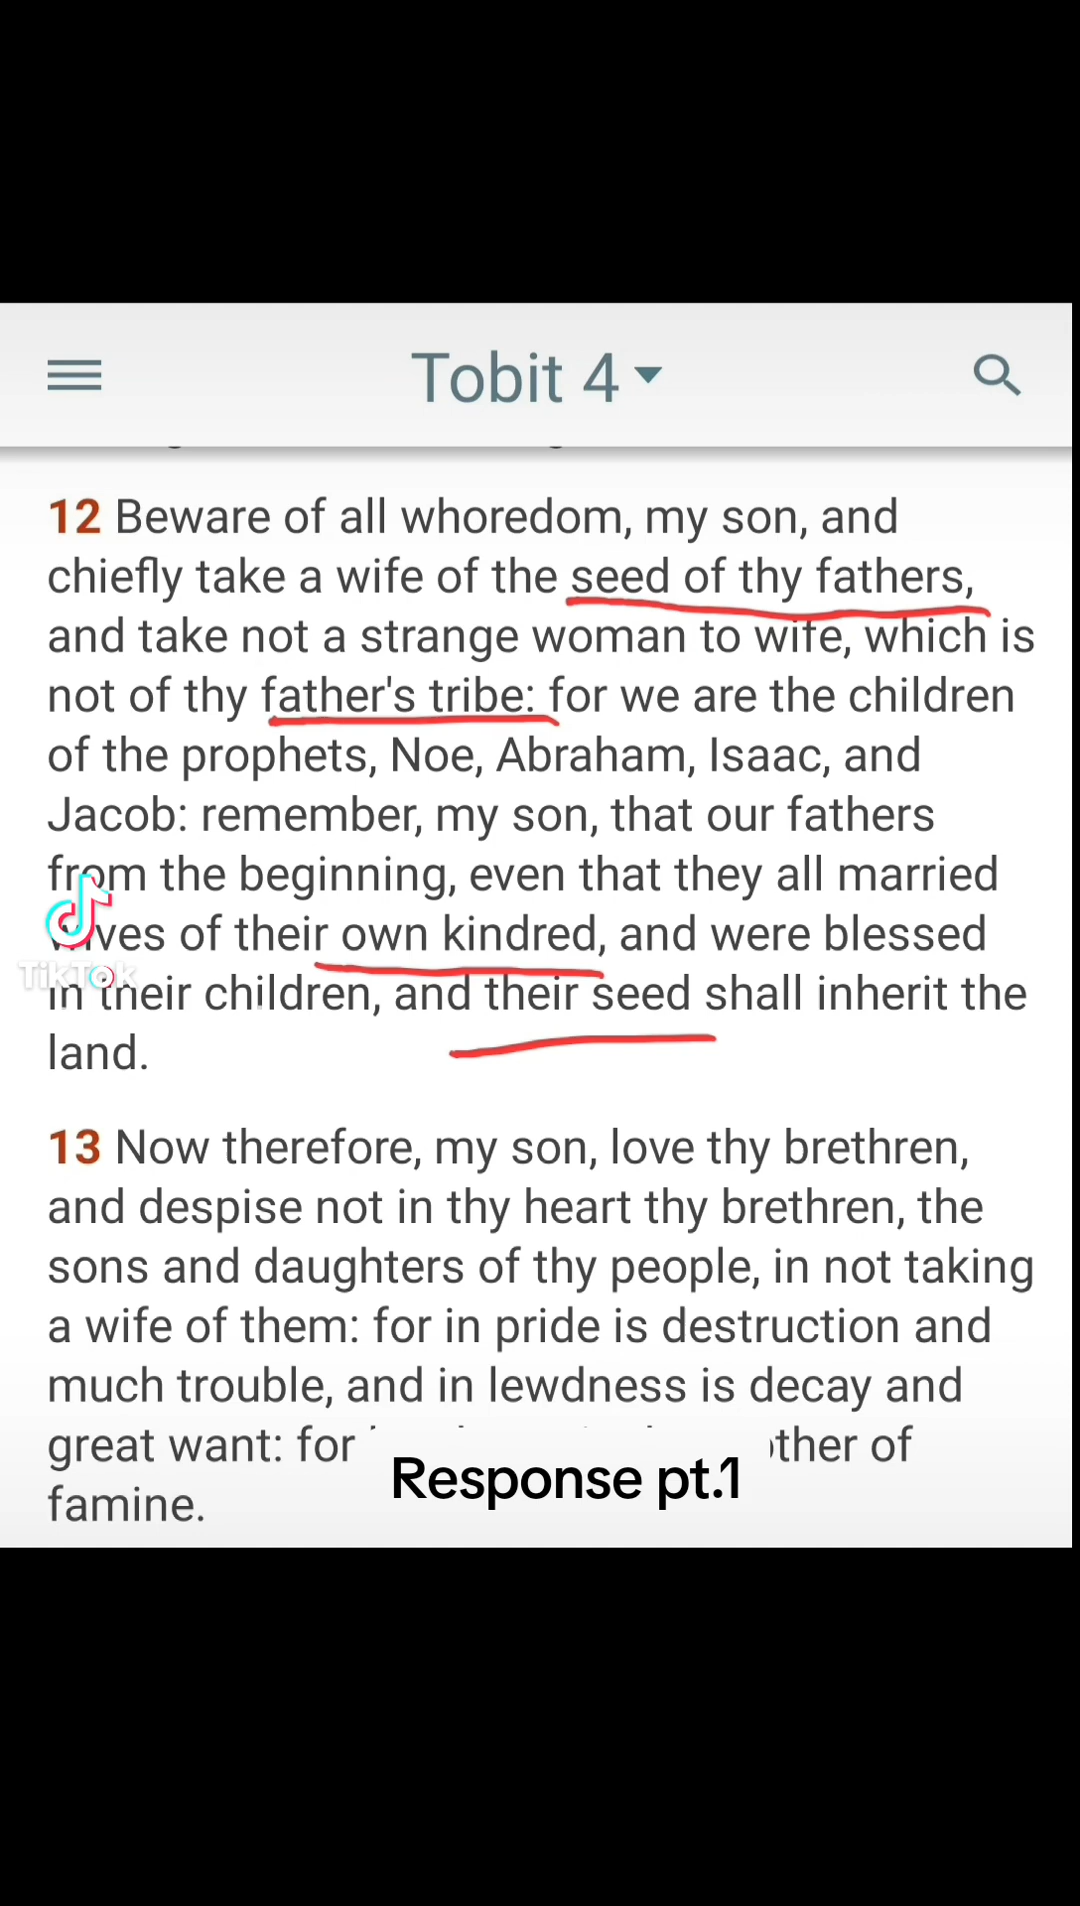 Tobit 4
12 Beware of all whoredom, my son, and
chiefly take a wife of the seed of thy fathers,
and take not a strange woman to wife, which is
not of thy father's tribe: for we are the children
of the prophets, Noe, Abraham, Isaac, and
Jacob: remember, my son, that our fathers
from the beginning, even that they all married
wives of their own kindred, and were blessed
in their children, and their seed shall inherit the
land.
TikTok
13 Now therefore, my son, love thy brethren,
and despise not in thy heart thy brethren, the
sons and daughters of thy people, in not taking
a wife of them: for in pride is destruction and
much trouble, and in lewdness is decay and
great want: for of
famine.
Response pt.1